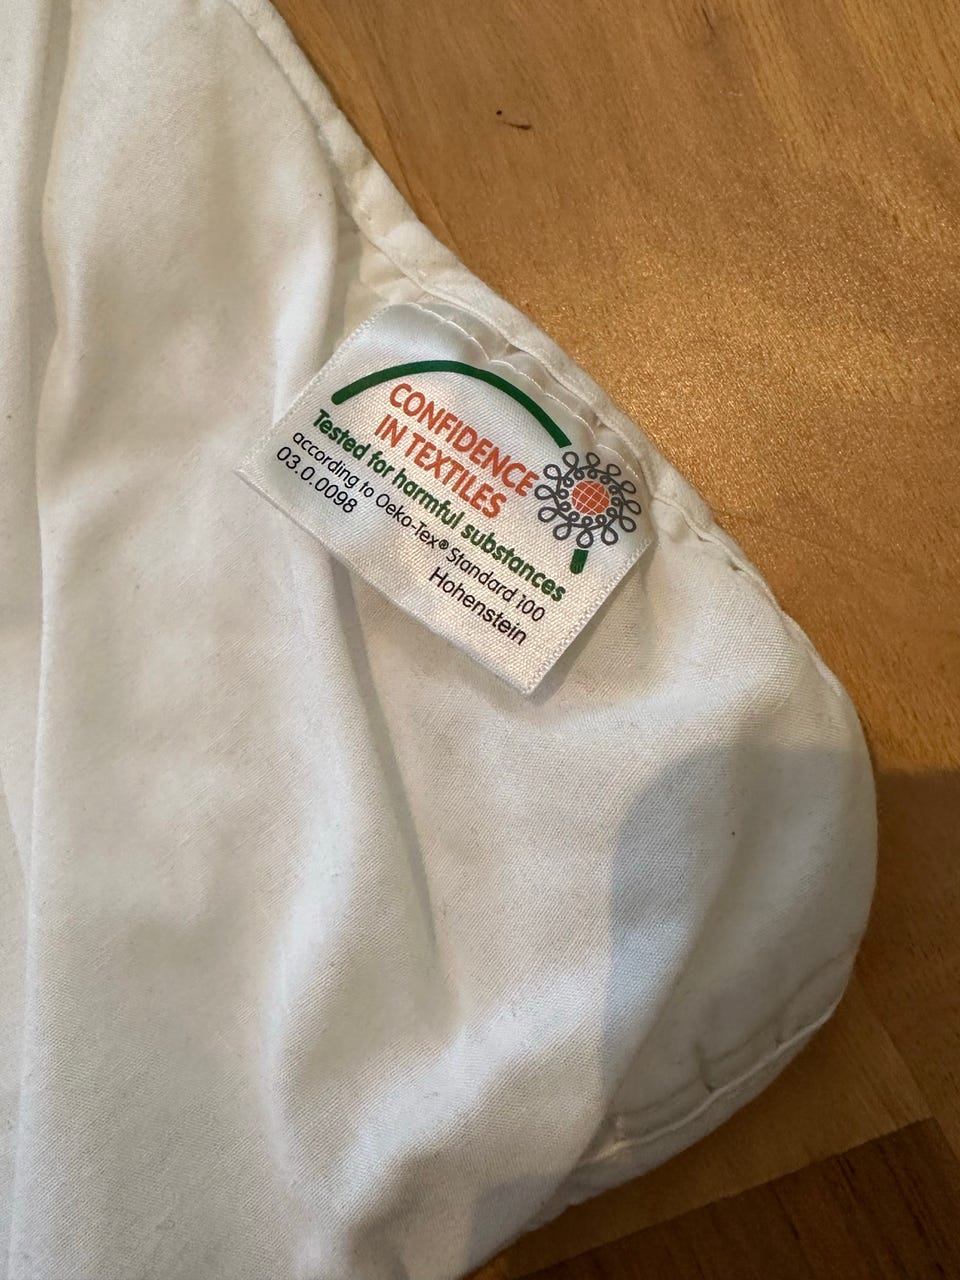 CONFIDENCE
IN TEXTILES
Tested for harmful substances
according to Oeko-Tex® Standard 100
03.0.0098
Hohenstein